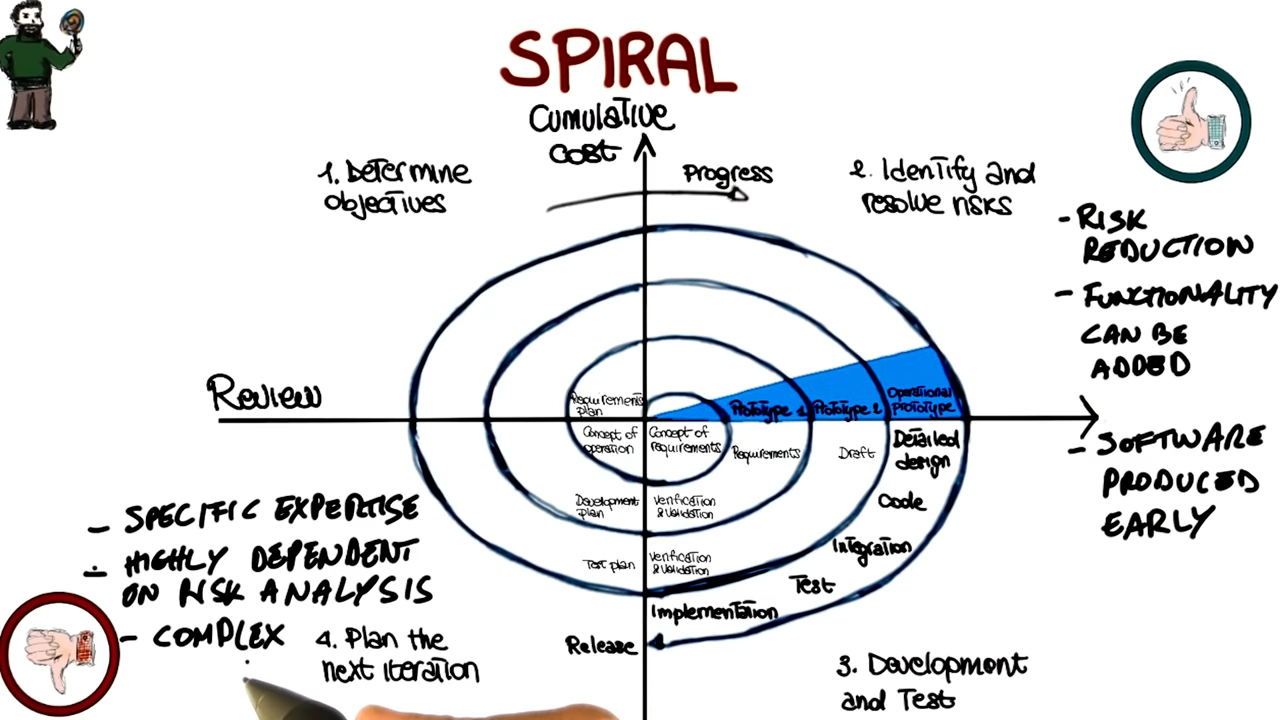 SPIRAL
Cumulative
cost
Progress
1. Determine
objectives
2. Identify and
resolve risks
- RISK
REDUCTION
- FUNCTIONALITY
CAN BE
ADDED
- SOFTWARE
PRODUCED
EARLY
Review
Requirements
plan
Prototype 1
Prototype 2
Operational
prototype
Concept of
operation
Concept of
requirements
Requirements
Draft
Detailed
design
Development
plan
Verification
& Validation
Code
Test plan
Verification
& Validation
Integration
Test
Implementation
Release
- SPECIFIC EXPERTISE
- HIGHLY DEPENDENT
ON RISK ANALYSIS
- COMPLEX
4. Plan the
next iteration
3. Development
and Test